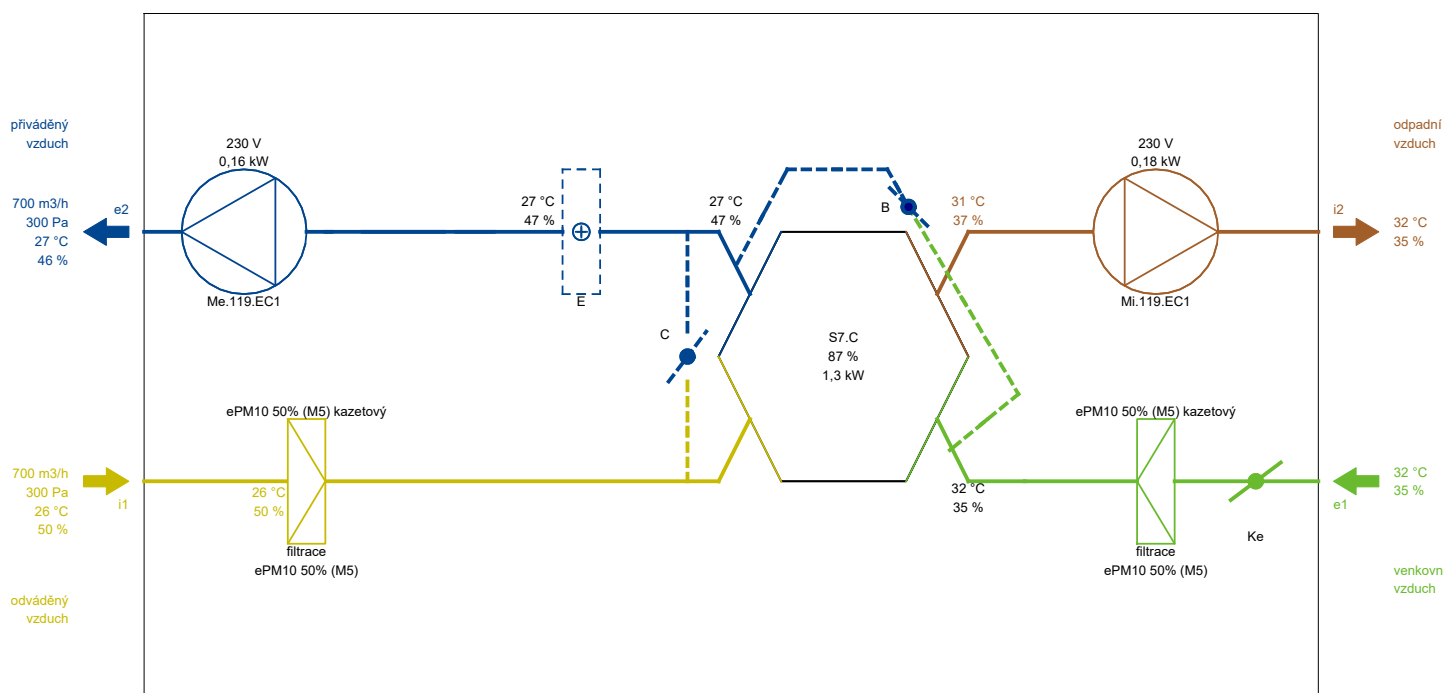 přiváděný
vzduch
700 m3/h
300 Pa
27 °C
46 %
e2
230 V
0,16 kW
Me.119.EC1
27 °C
47 %
E
27 °C
47 %
C
B
31 °C
37 %
230 V
0,18 kW
Mi.119.EC1
i2
odpadní
vzduch
32 °C
35 %
S7.C
87 %
1,3 kW
700 m3/h
300 Pa
26 °C
50 %
i1
ePM10 50% (M5) kazetový
26 °C
50 %
filtrace
ePM10 50% (M5)
32 °C
35 %
ePM10 50% (M5) kazetový
filtrace
ePM10 50% (M5)
Ke
e1
32 °C
35 %
odváděný
vzduch
venkovn
vzduch